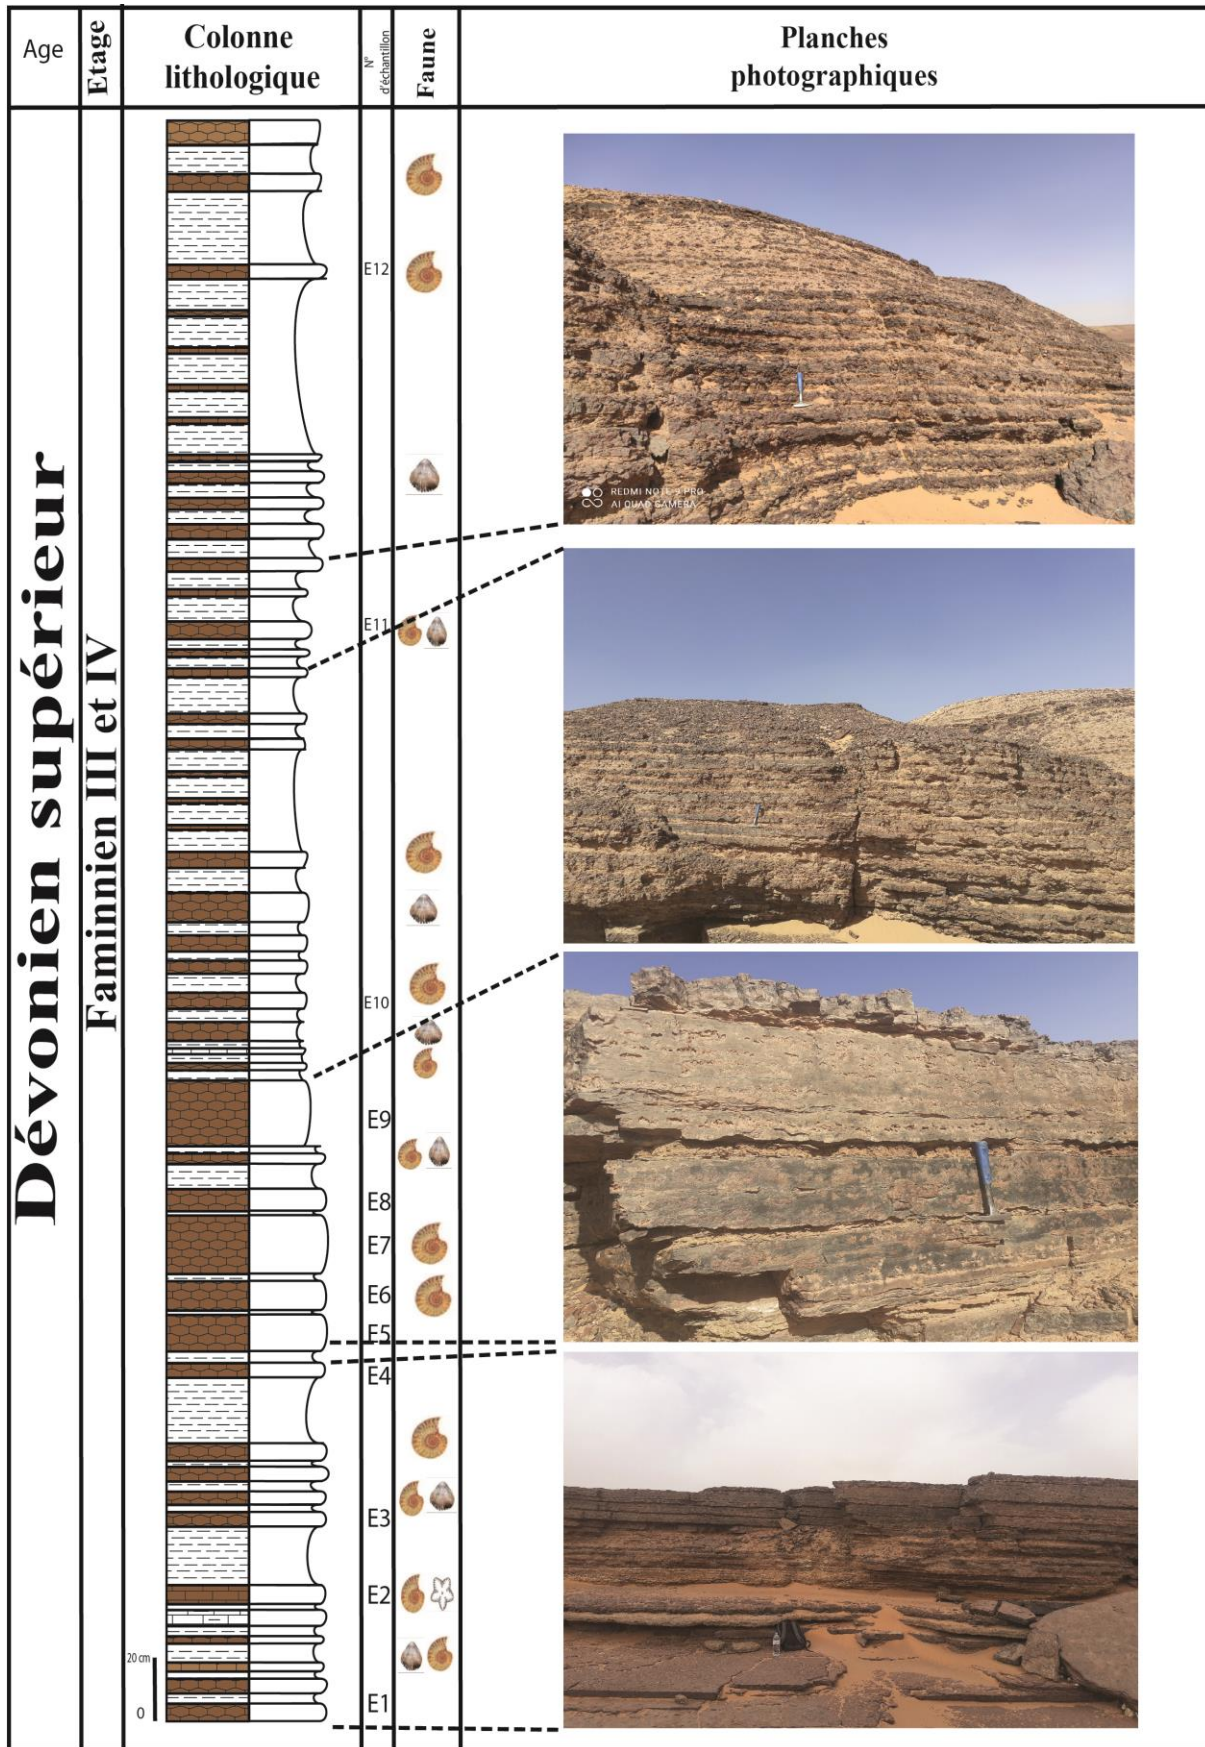 Age
Etage
Colonne
lithologique
N°
d'échantillon
Faune
Planches
photographiques
Dévonien supérieur
Faminnien III et IV
E12
REDMI NOTE 9 PRO
AI QUAD CAMERA
E11
E10
E9
E8
E7
E6
E5
E4
E3
E2
20 cm
E1
0